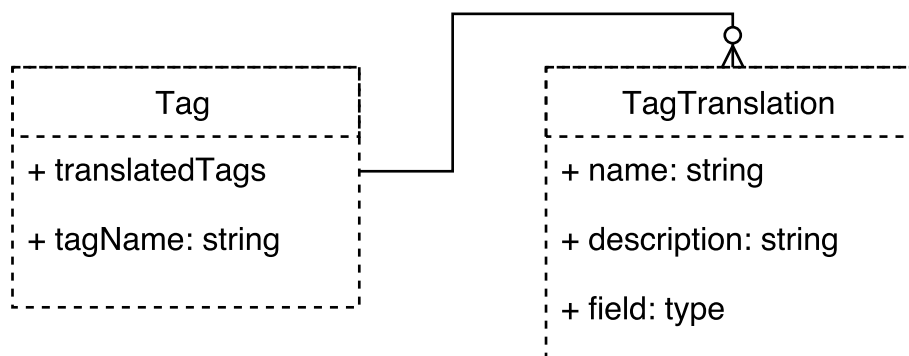 Tag
+ translatedTags
+ tagName: string
TagTranslation
+ name: string
+ description: string
+ field: type